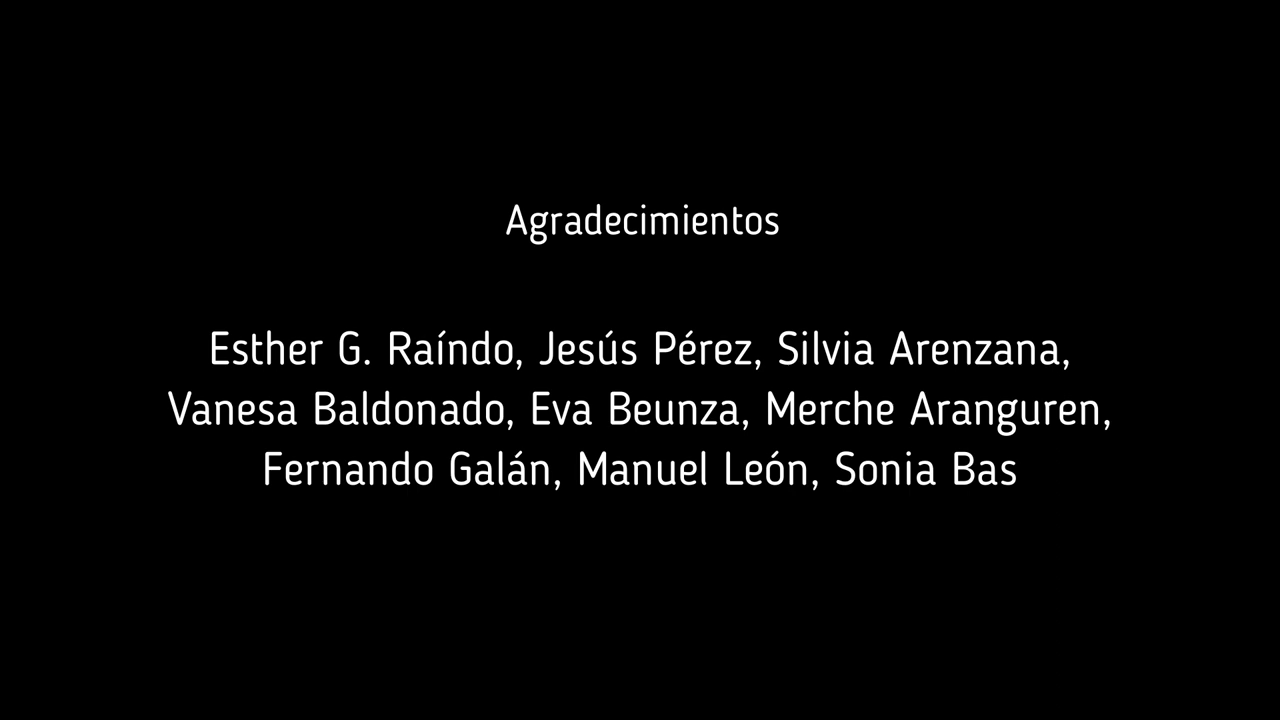 Agradecimientos
Esther G. Raíndo, Jesús Pérez, Silvia Arenzana,
Vanesa Baldonado, Eva Beunza, Merche Aranguren,
Fernando Galán, Manuel León, Sonia Bas